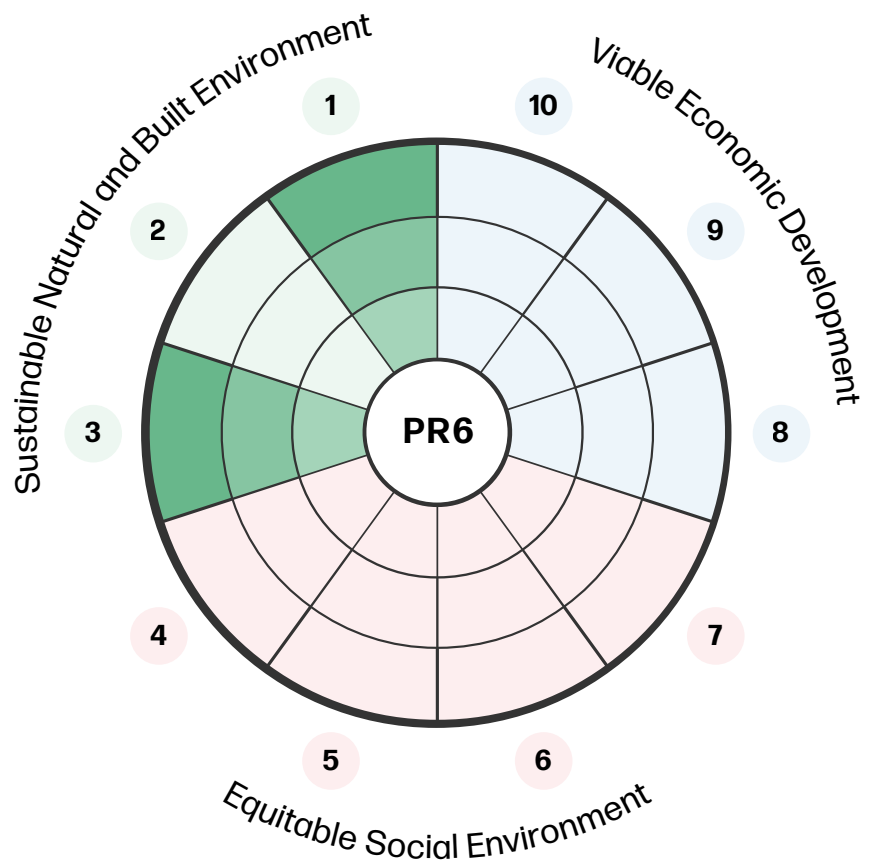 Sustainable Natural and Built Environment
Viable Economic Development
1
10
2
9
3
PR6
8
4
7
5
6
Equitable Social Environment